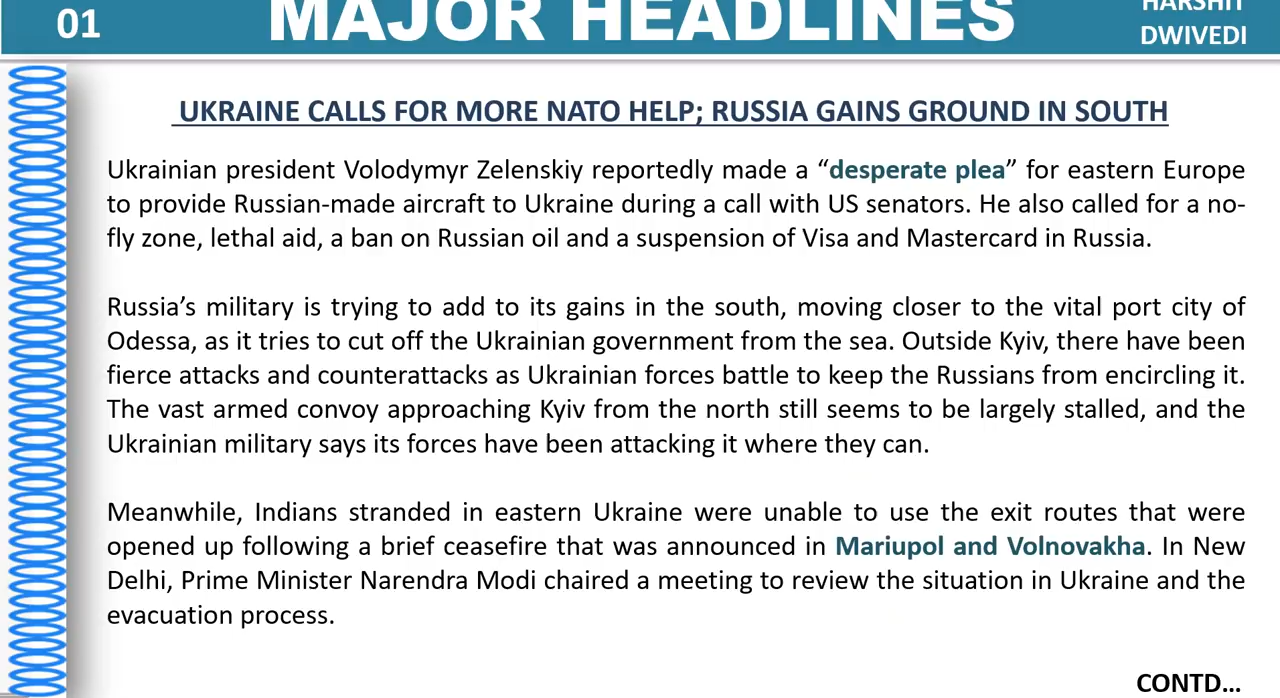 01
MAJOR HEADLINES
HARSHIT
DWIVEDI
UKRAINE CALLS FOR MORE NATO HELP; RUSSIA GAINS GROUND IN SOUTH
Ukrainian president Volodymyr Zelenskiy reportedly made a “desperate plea” for eastern Europe
to provide Russian-made aircraft to Ukraine during a call with US senators. He also called for a no-
fly zone, lethal aid, a ban on Russian oil and a suspension of Visa and Mastercard in Russia.
Russia’s military is trying to add to its gains in the south, moving closer to the vital port city of
Odessa, as it tries to cut off the Ukrainian government from the sea. Outside Kyiv, there have been
fierce attacks and counterattacks as Ukrainian forces battle to keep the Russians from encircling it.
The vast armed convoy approaching Kyiv from the north still seems to be largely stalled, and the
Ukrainian military says its forces have been attacking it where they can.
Meanwhile, Indians stranded in eastern Ukraine were unable to use the exit routes that were
opened up following a brief ceasefire that was announced in Mariupol and Volnovakha. In New
Delhi, Prime Minister Narendra Modi chaired a meeting to review the situation in Ukraine and the
evacuation process.
CONTD...